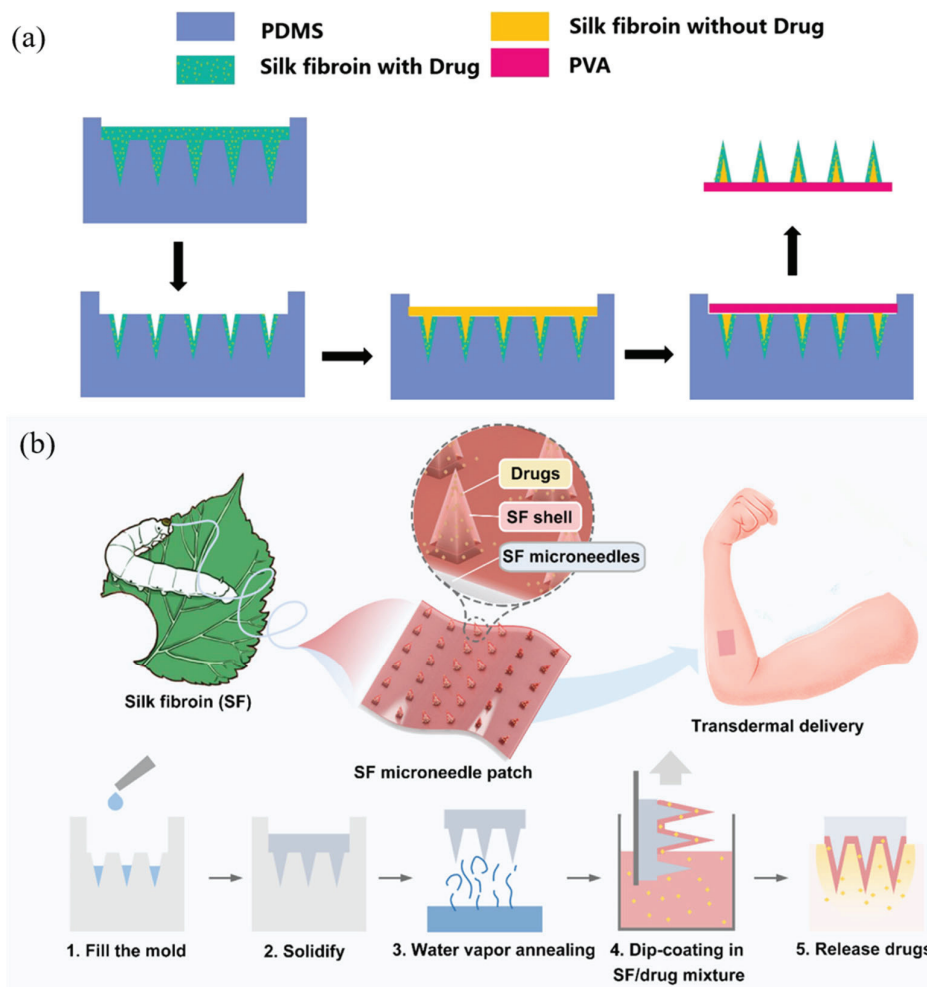 (a)
PDMS
Silk fibroin without Drug
Silk fibroin with Drug
PVA
(b)
Drugs
SF shell
SF microneedles
Silk fibroin (SF)
SF microneedle patch
Transdermal delivery
1. Fill the mold
2. Solidify
3. Water vapor annealing
4. Dip-coating in
SF/drug mixture
5. Release drugs